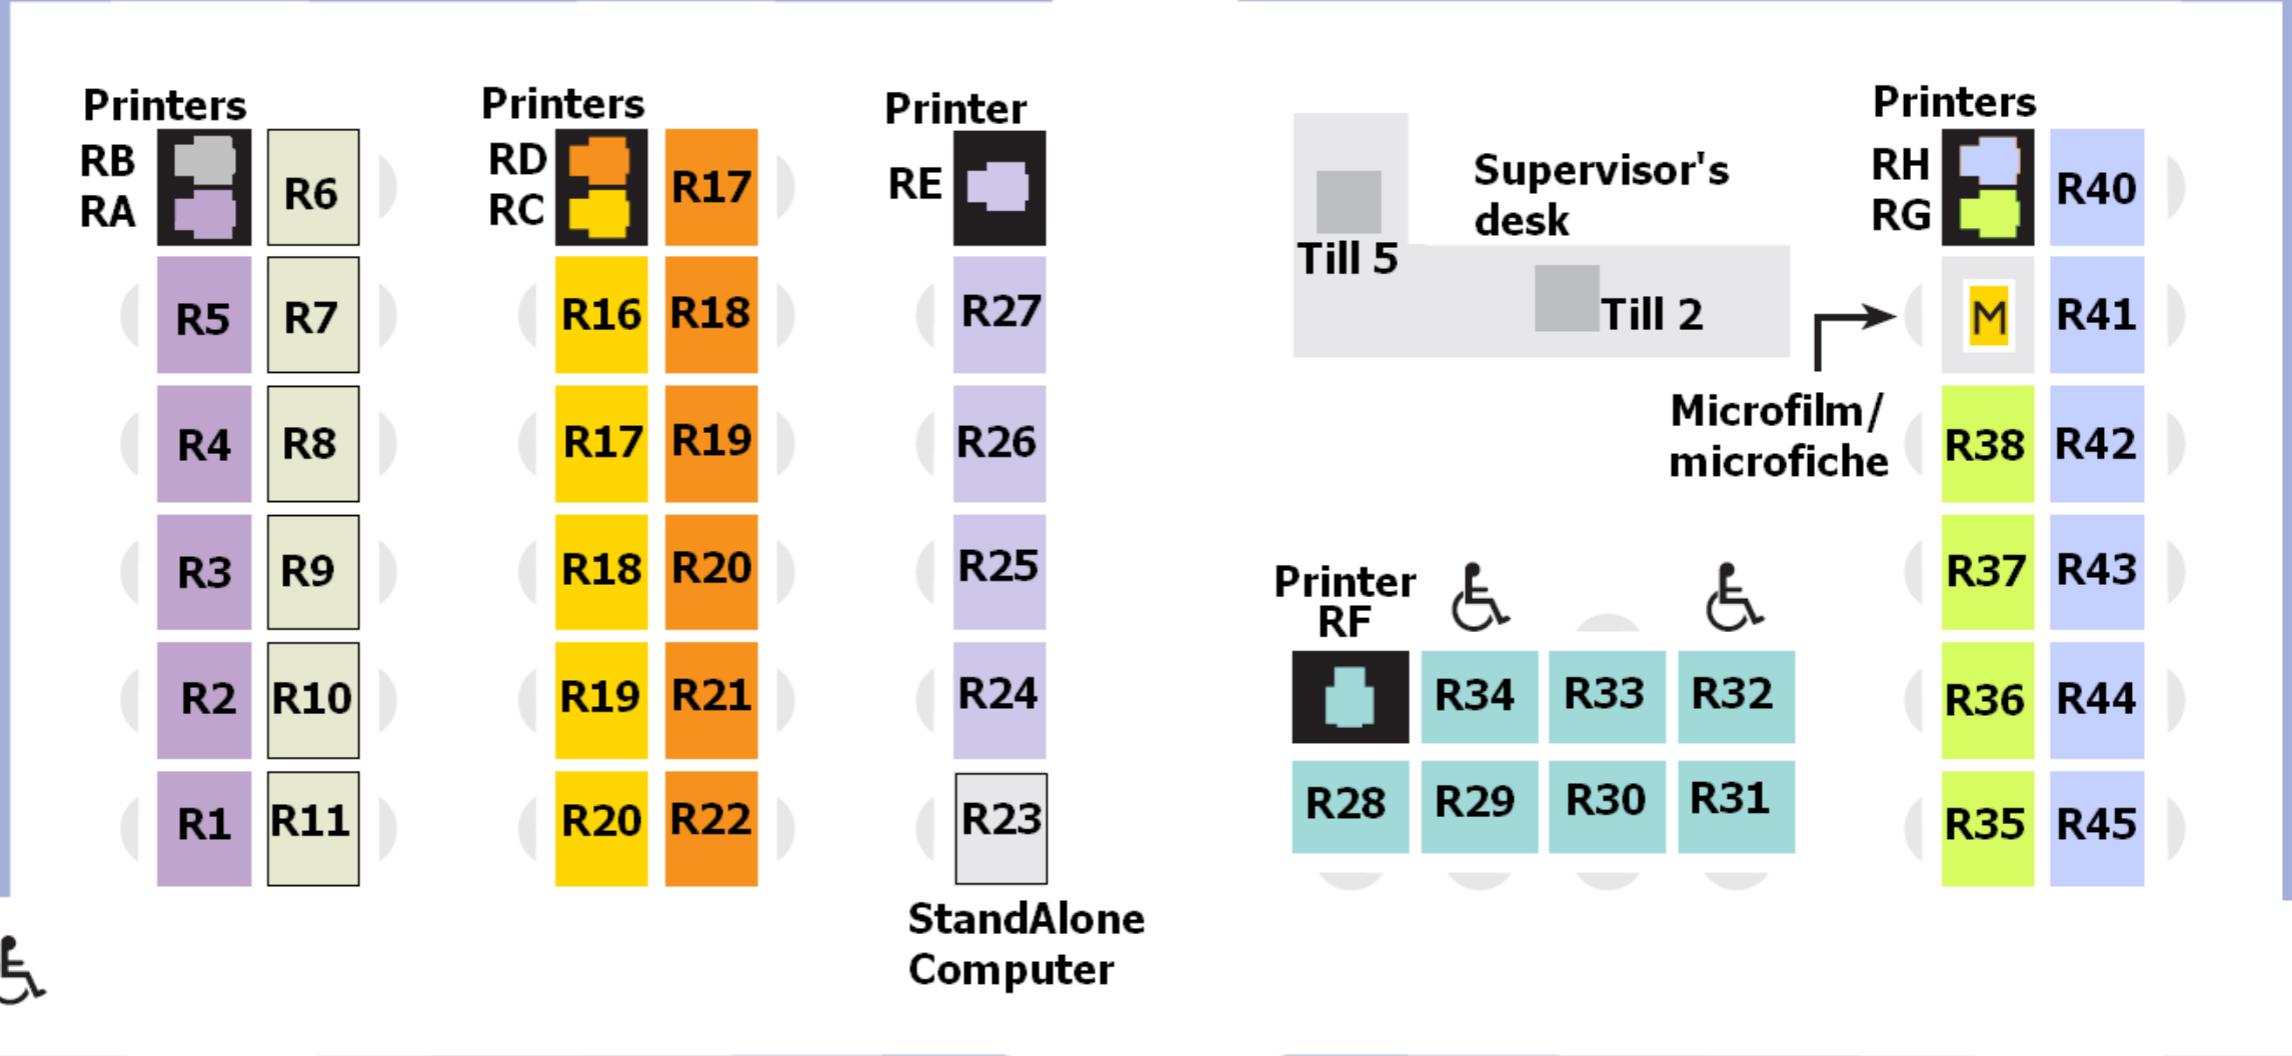 Printers
RB
RA
R6
R5
R7
R4
R8
R3
R9
R2
R10
R1
R11
Printers
RD
RC
R17
R16
R18
R17
R19
R18
R20
R19
R21
R20
R22
Printer
RE
R27
R26
R25
R24
R23
StandAlone
Computer
Supervisor's
desk
Till 5
Till 2
Microfilm/
microfiche
Printer
RF
R34
R33
R32
R28
R29
R30
R31
Printers
RH
RG
R40
M
R41
R38
R42
R37
R43
R36
R44
R35
R45